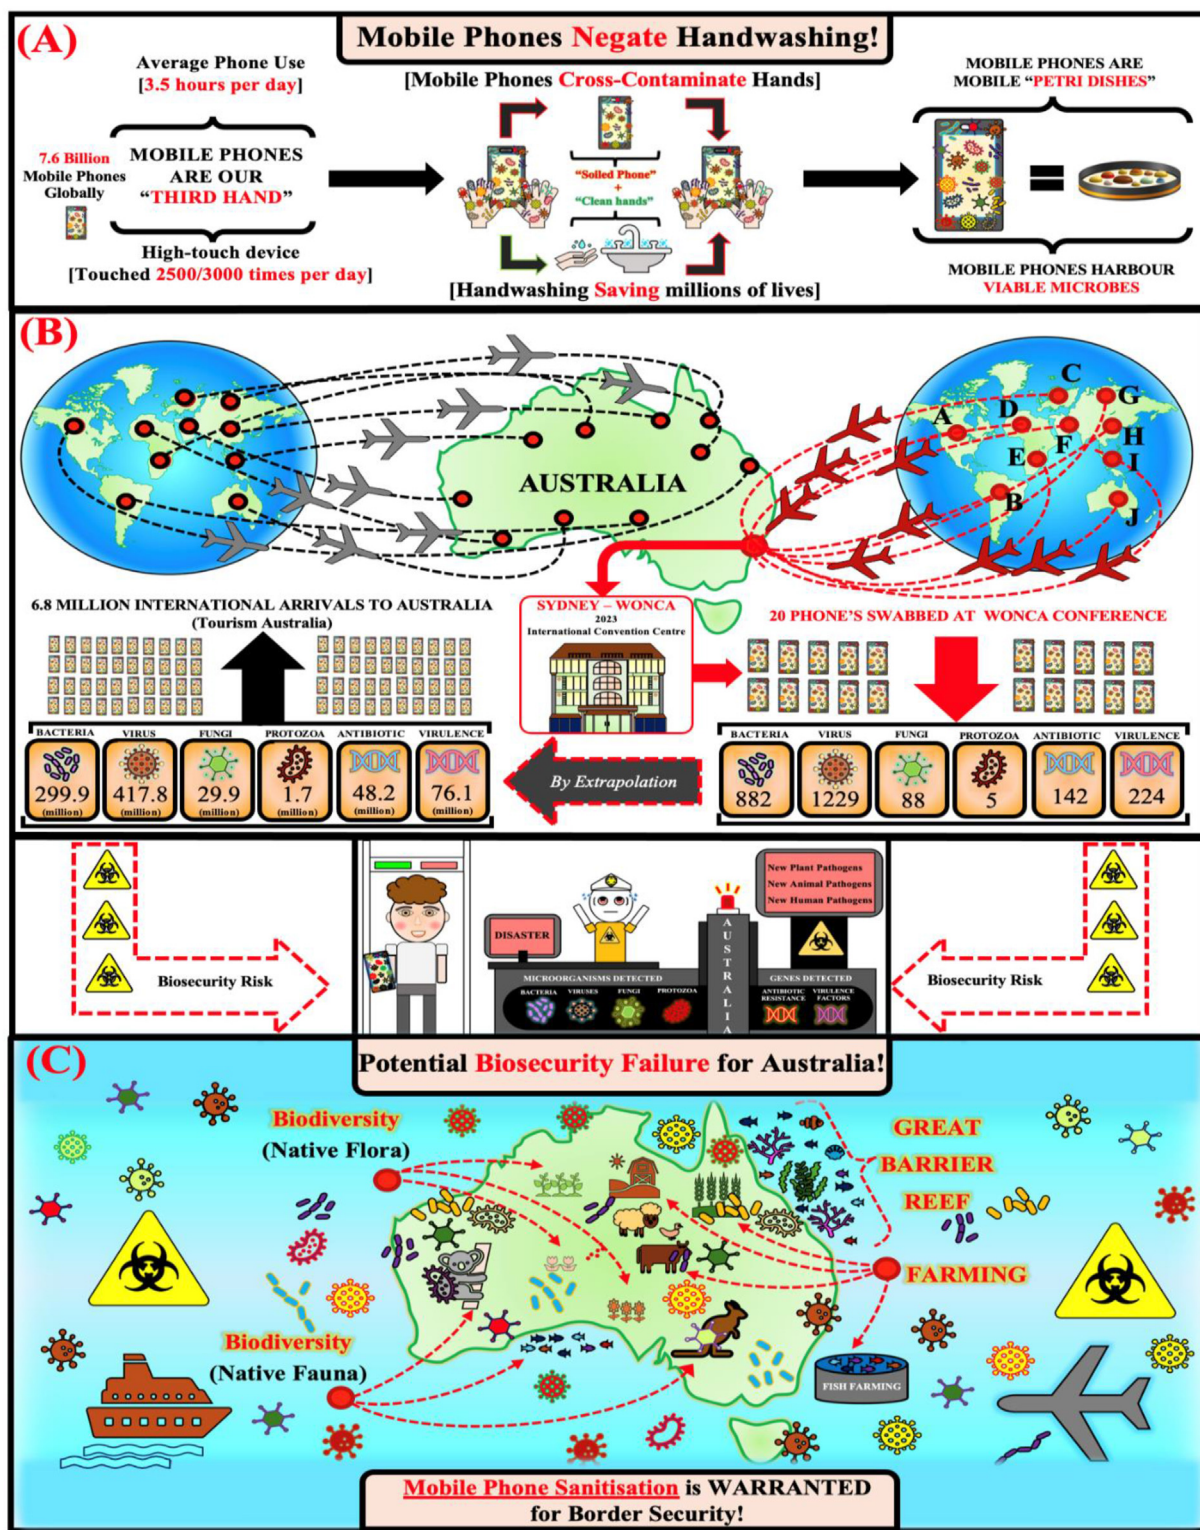 (A)
Mobile Phones Negate Handwashing!
Average Phone Use
[3.5 hours per day]
7.6 Billion
Mobile Phones
Globally
MOBILE PHONES
ARE OUR
“THIRD HAND”
High-touch device
[Touched 2500/3000 times per day]
[Mobile Phones Cross-Contaminate Hands]
“Soiled Phone”
+
“Clean hands”
[Handwashing Saving millions of lives]
MOBILE PHONES ARE
MOBILE “PETRI DISHES”
=
MOBILE PHONES HARBOUR
VIABLE MICROBES
(B)
AUSTRALIA
A
B
C
D
E
F
G
H
I
J
6.8 MILLION INTERNATIONAL ARRIVALS TO AUSTRALIA
(Tourism Australia)
SYDNEY – WONCA
2023
International Convention Centre
20 PHONE’S SWABBED AT WONCA CONFERENCE
BACTERIA
299.9
(million)
VIRUS
417.8
(million)
FUNGI
29.9
(million)
PROTOZOA
1.7
(million)
ANTIBIOTIC
48.2
(million)
VIRULENCE
76.1
(million)
By Extrapolation
BACTERIA
882
VIRUS
1229
FUNGI
88
PROTOZOA
5
ANTIBIOTIC
142
VIRULENCE
224
Biosecurity Risk
DISASTER
New Plant Pathogens
New Animal Pathogens
New Human Pathogens
AUSTRALIA
MICROORGANISMS DETECTED
BACTERIA
VIRUSES
FUNGI
PROTOZOA
GENES DETECTED
ANTIBIOTIC
RESISTANCE
VIRULENCE
FACTORS
Biosecurity Risk
(C)
Potential Biosecurity Failure for Australia!
Biodiversity
(Native Flora)
GREAT
BARRIER
REEF
FARMING
Biodiversity
(Native Fauna)
FISH FARMING
Mobile Phone Sanitisation is WARRANTED
for Border Security!